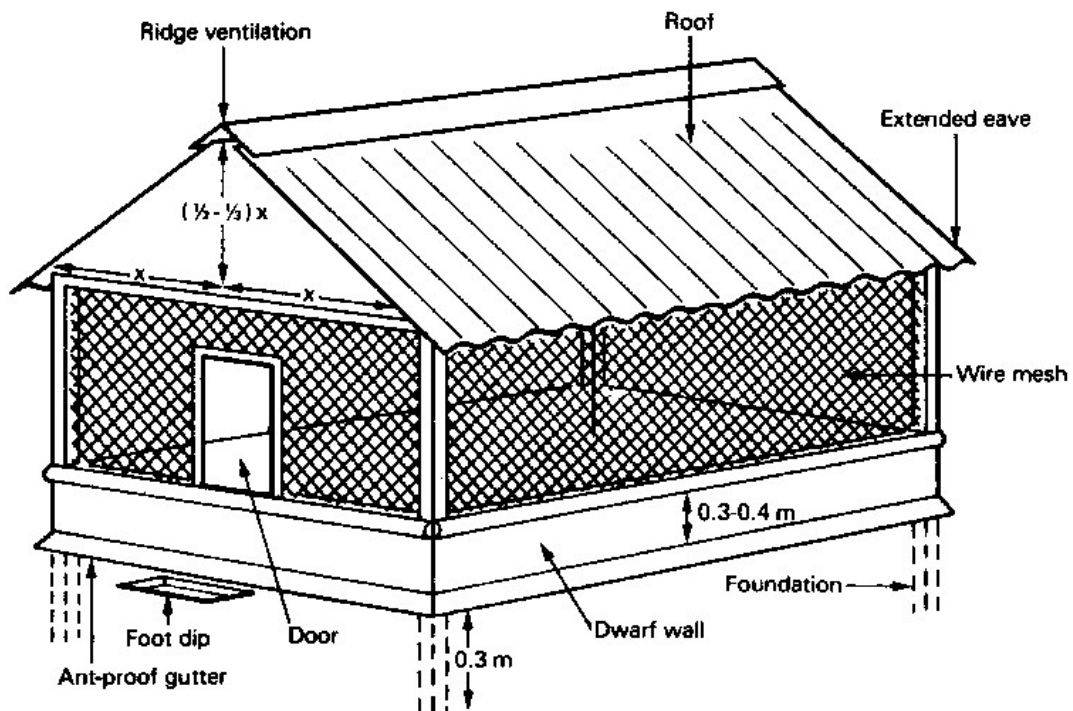 Ridge ventilation
Roof
Extended eave
(½-⅓) x
x
x
Wire mesh
0.3-0.4 m
Foundation
Foot dip
Door
Dwarf wall
Ant-proof gutter
0.3 m